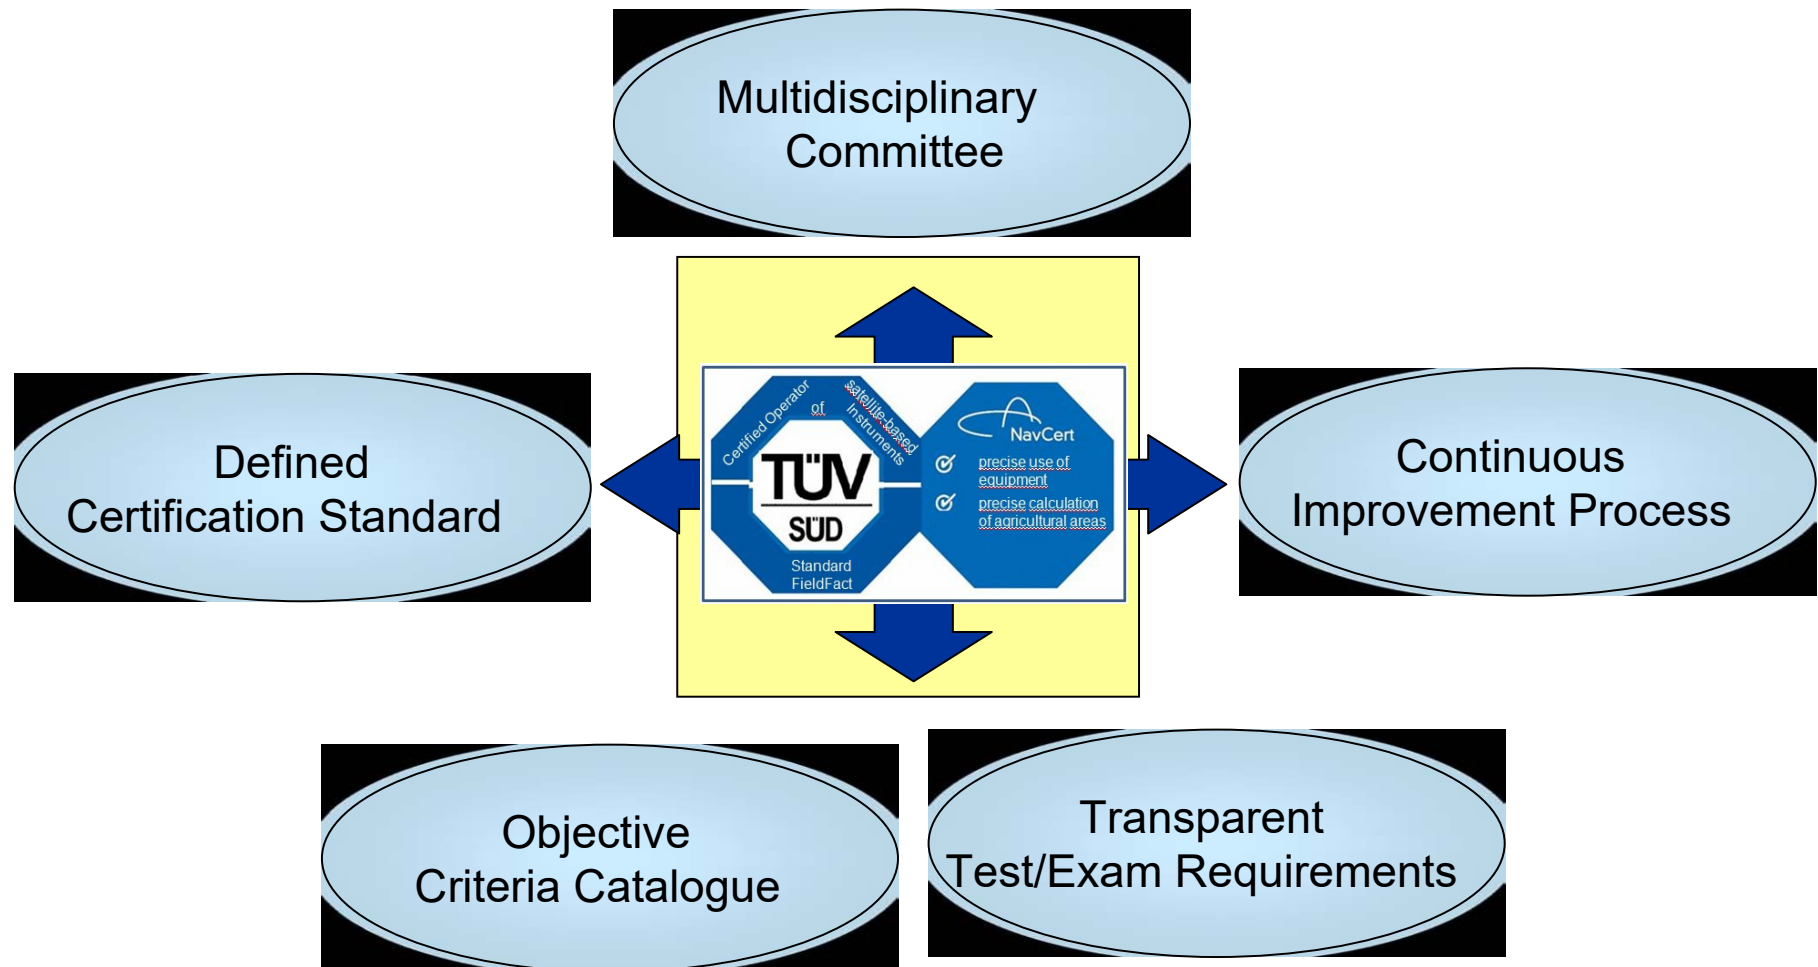 Multidisciplinary
Committee
Defined
Certification Standard
Certified Operator
of
satellite-based
Instruments
TÜV
SÜD
Standard
FieldFact
NavCert
precise use of
equipment
precise calculation
of agricultural areas
Continuous
Improvement Process
Objective
Criteria Catalogue
Transparent
Test/Exam Requirements